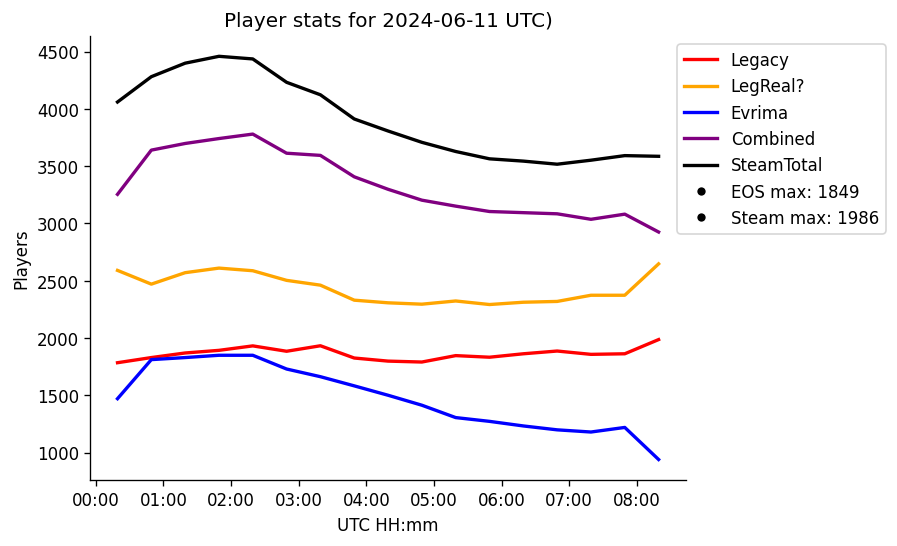 Player stats for 2024-06-11 UTC)
Players
4500
4000
3500
3000
2500
2000
1500
1000
00:00 01:00 02:00 03:00 04:00 05:00 06:00 07:00 08:00
UTC HH:mm
Legacy
LegReal?
Evrima
Combined
SteamTotal
EOS max: 1849
Steam max: 1986